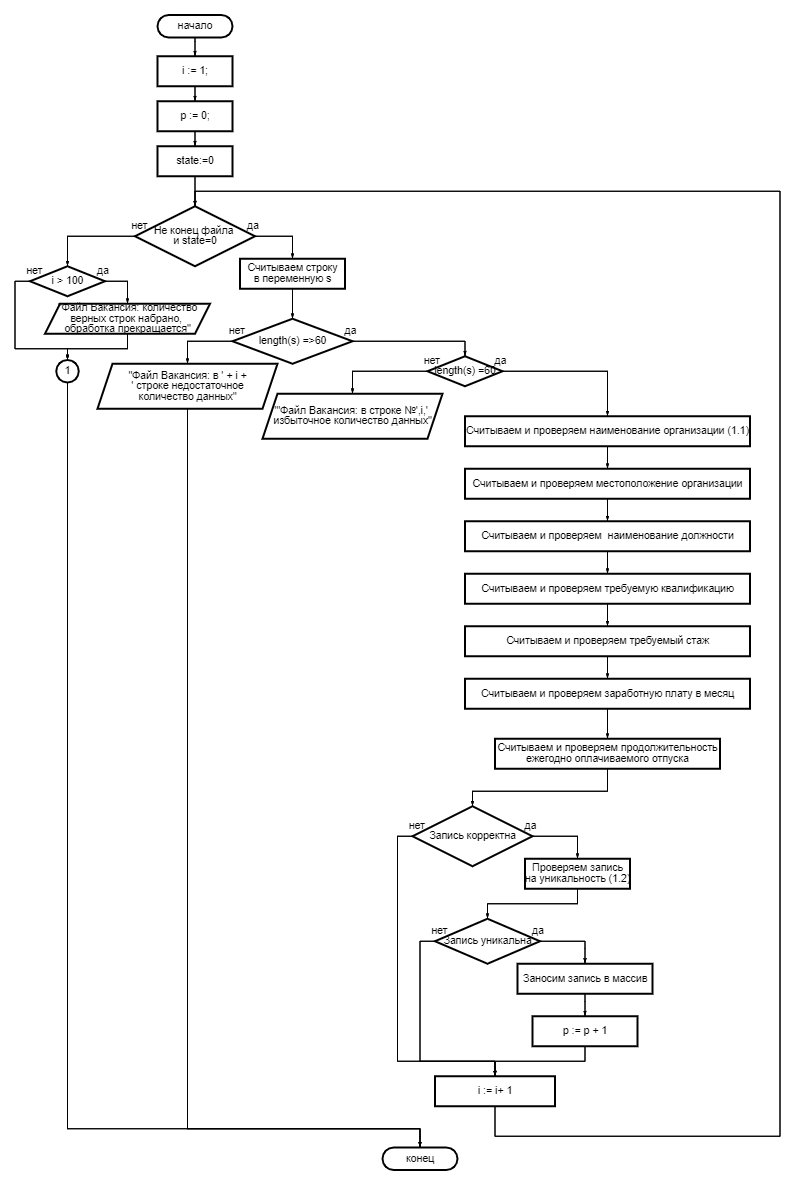 начало
i := 1;
p := 0;
state:=0
нет
Не конец файла
и state=0
да
нет
i > 100
да
"Файл Вакансия: количество
верных строк набрано,
обработка прекращается"
1
Считываем строку
в переменную s
нет
length(s) =>60
да
"Файл Вакансия: в ' + i +
' строке недостаточное
количество данных"
нет
length(s) =60
да
"'Файл Вакансия: в строке №',i,'
избыточное количество данных"
Считываем и проверяем наименование организации (1.1)
Считываем и проверяем местоположение организации
Считываем и проверяем  наименование должности
Считываем и проверяем требуемую квалификацию
Считываем и проверяем требуемый стаж
Считываем и проверяем заработную плату в месяц
Считываем и проверяем продолжительность
ежегодно оплачиваемого отпуска
нет
Запись корректна
да
Проверяем запись
на уникальность (1.2)
нет
Запись уникальна
да
Заносим запись в массив
p := p + 1
i := i+ 1
конец